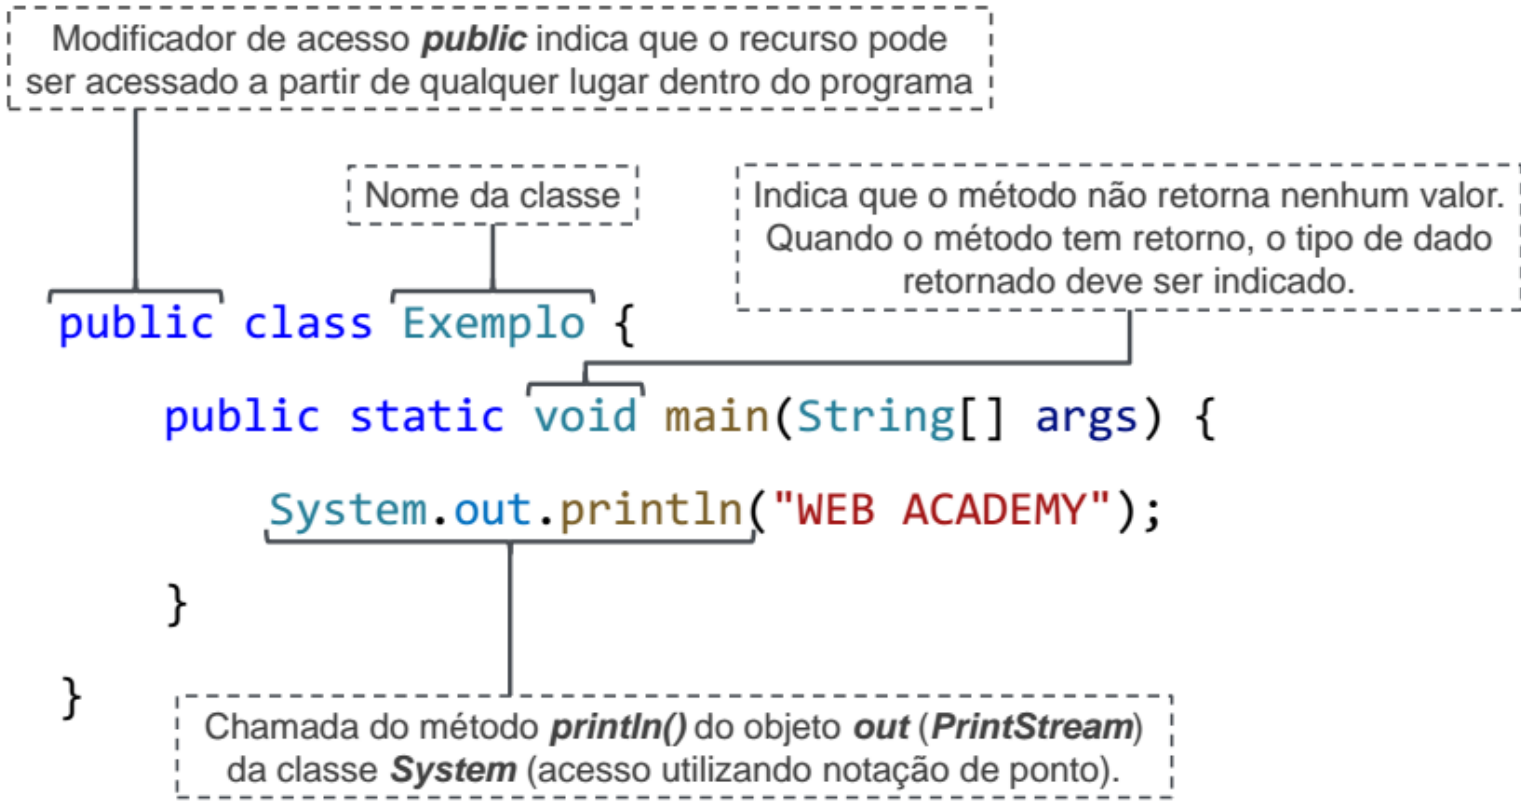 Modificador de acesso public indica que o recurso pode
ser acessado a partir de qualquer lugar dentro do programa
Nome da classe
Indica que o método não retorna nenhum valor.
Quando o método tem retorno, o tipo de dado
retornado deve ser indicado.
public class Exemplo {
public static void main(String[] args) {
System.out.println("WEB ACADEMY");
}
}
Chamada do método println() do objeto out (PrintStream)
da classe System (acesso utilizando notação de ponto).